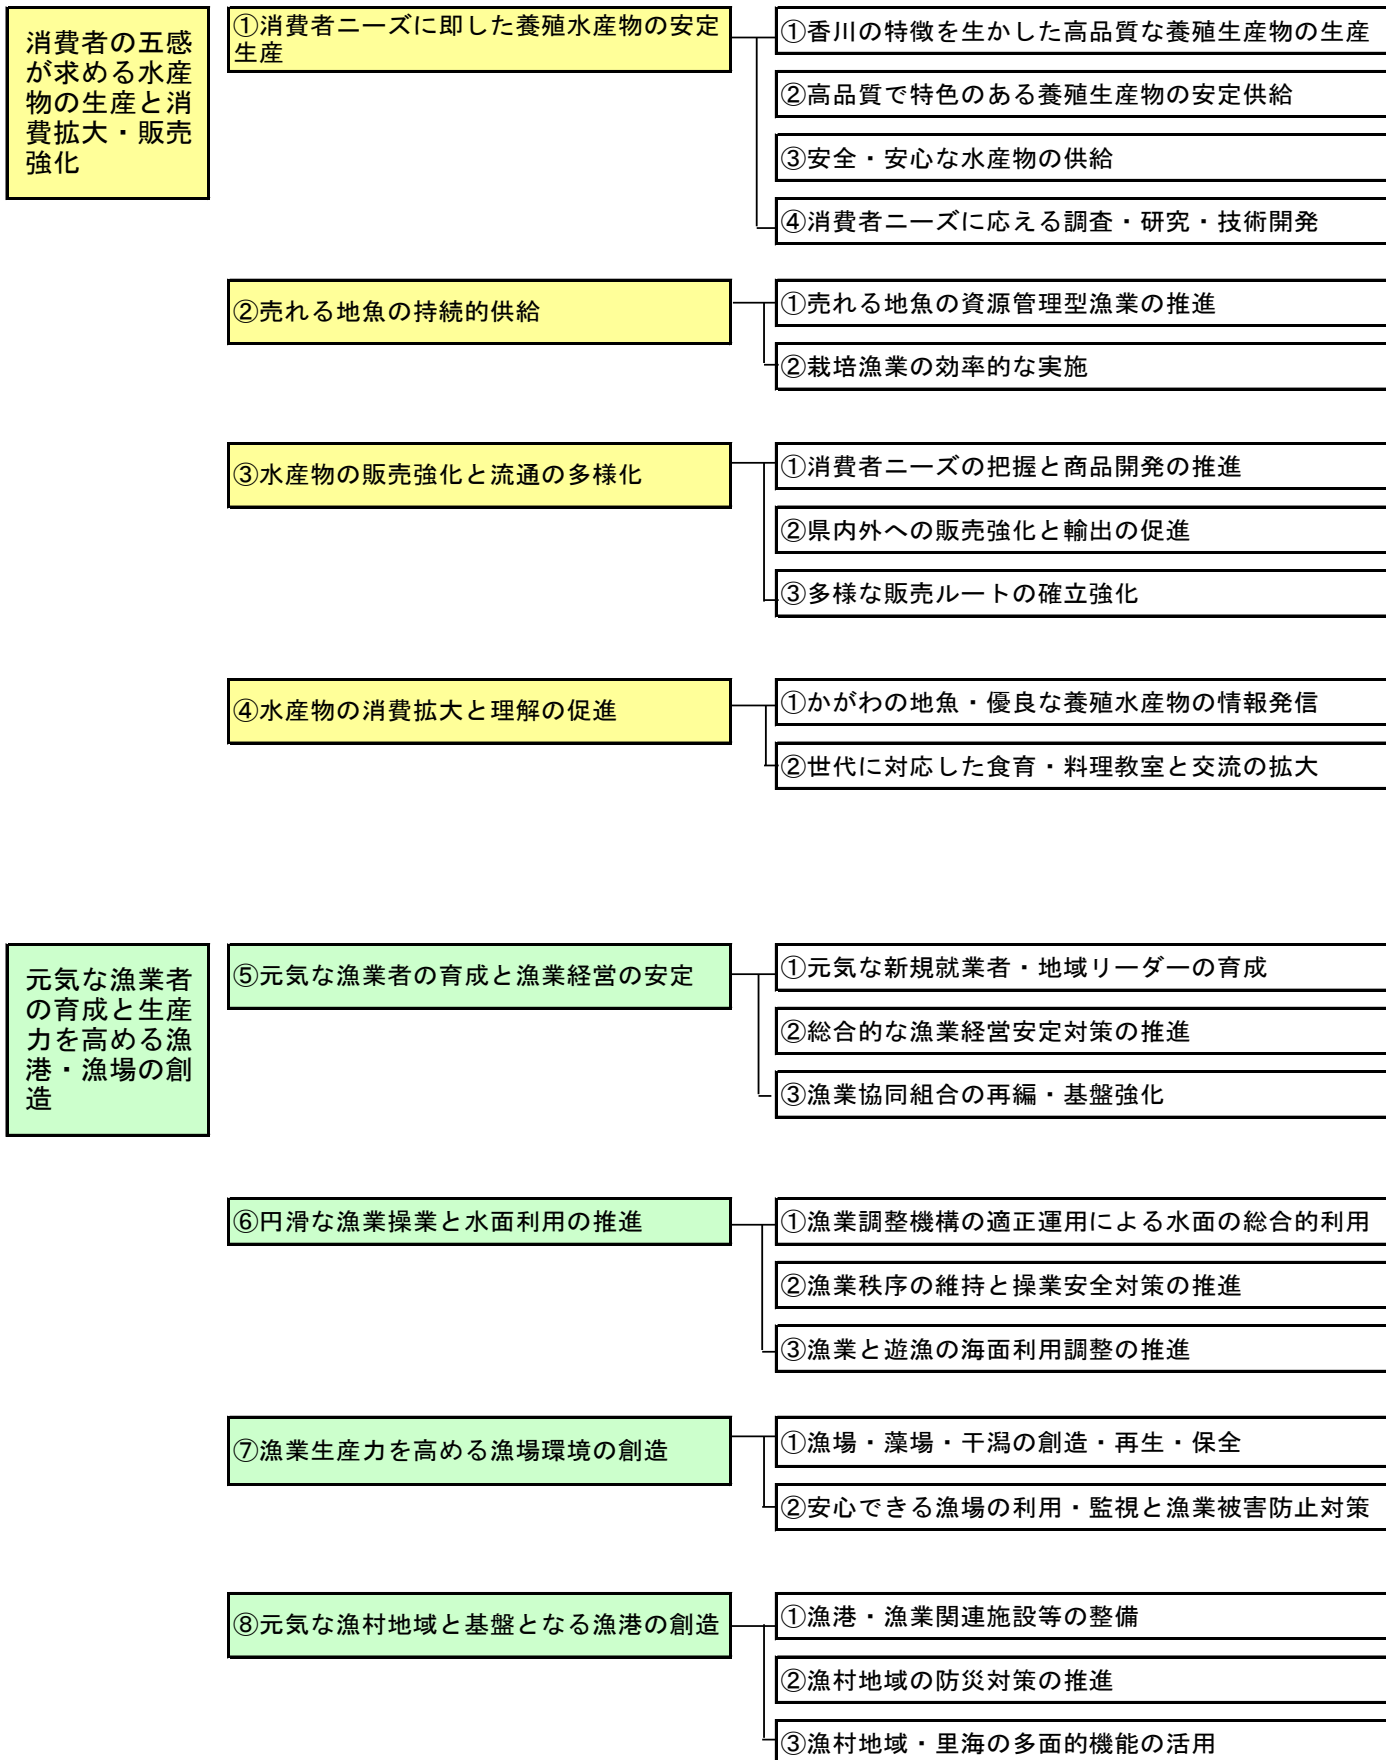 消費者の五感
が求める水産
物の生産と消
費拡大・販売
強化
①消費者ニーズに即した養殖水産物の安定
生産
①香川の特徴を生かした高品質な養殖生産物の生産
②高品質で特色のある養殖生産物の安定供給
③安全・安心な水産物の供給
④消費者ニーズに応える調査・研究・技術開発
②売れる地魚の持続的供給
①売れる地魚の資源管理型漁業の推進
②栽培漁業の効率的な実施
③水産物の販売強化と流通の多様化
①消費者ニーズの把握と商品開発の推進
②県内外への販売強化と輸出の促進
③多様な販売ルートの確立強化
④水産物の消費拡大と理解の促進
①かがわの地魚・優良な養殖水産物の情報発信
②世代に対応した食育・料理教室と交流の拡大
元気な漁業者
の育成と生産
力を高める漁
港・漁場の創
造
⑤元気な漁業者の育成と漁業経営の安定
①元気な新規就業者・地域リーダーの育成
②総合的な漁業経営安定対策の推進
③漁業協同組合の再編・基盤強化
⑥円滑な漁業操業と水面利用の推進
①漁業調整機構の適正運用による水面の総合的利用
②漁業秩序の維持と操業安全対策の推進
③漁業と遊漁の海面利用調整の推進
⑦漁業生産力を高める漁場環境の創造
①漁場・藻場・干潟の創造・再生・保全
②安心できる漁場の利用・監視と漁業被害防止対策
⑧元気な漁村地域と基盤となる漁港の創造
①漁港・漁業関連施設等の整備
②漁村地域の防災対策の推進
③漁村地域・里海の多面的機能の活用